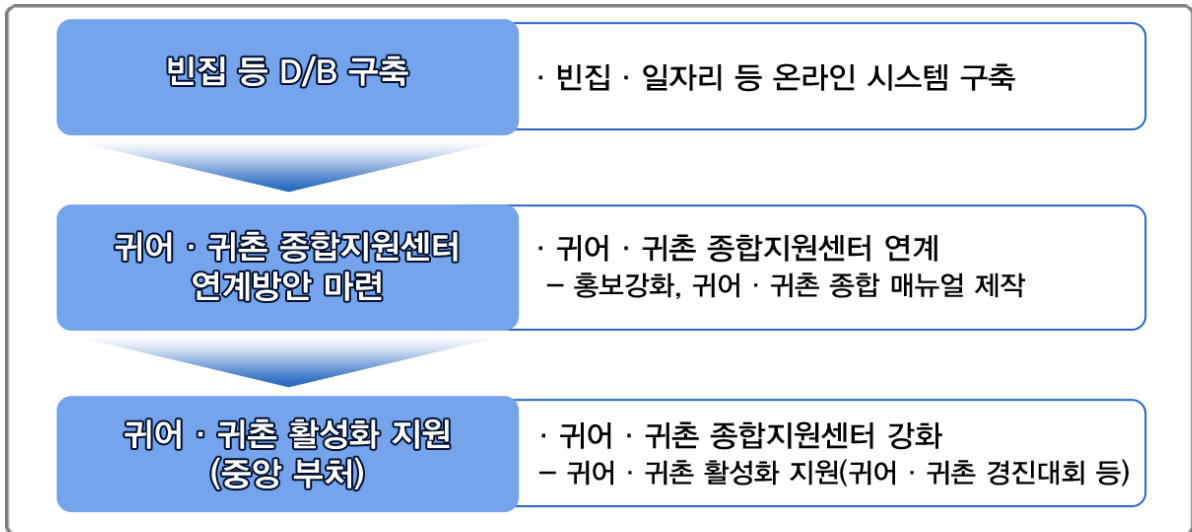 빈집 등 D/B 구축
· 빈집 · 일자리 등 온라인 시스템 구축
귀어 · 귀촌 종합지원센터
연계방안 마련
· 귀어 · 귀촌 종합지원센터 연계
– 홍보강화, 귀어 · 귀촌 종합 매뉴얼 제작
귀어 · 귀촌 활성화 지원
(중앙 부처)
· 귀어 · 귀촌 종합지원센터 강화
– 귀어 · 귀촌 활성화 지원(귀어 · 귀촌 경진대회 등)